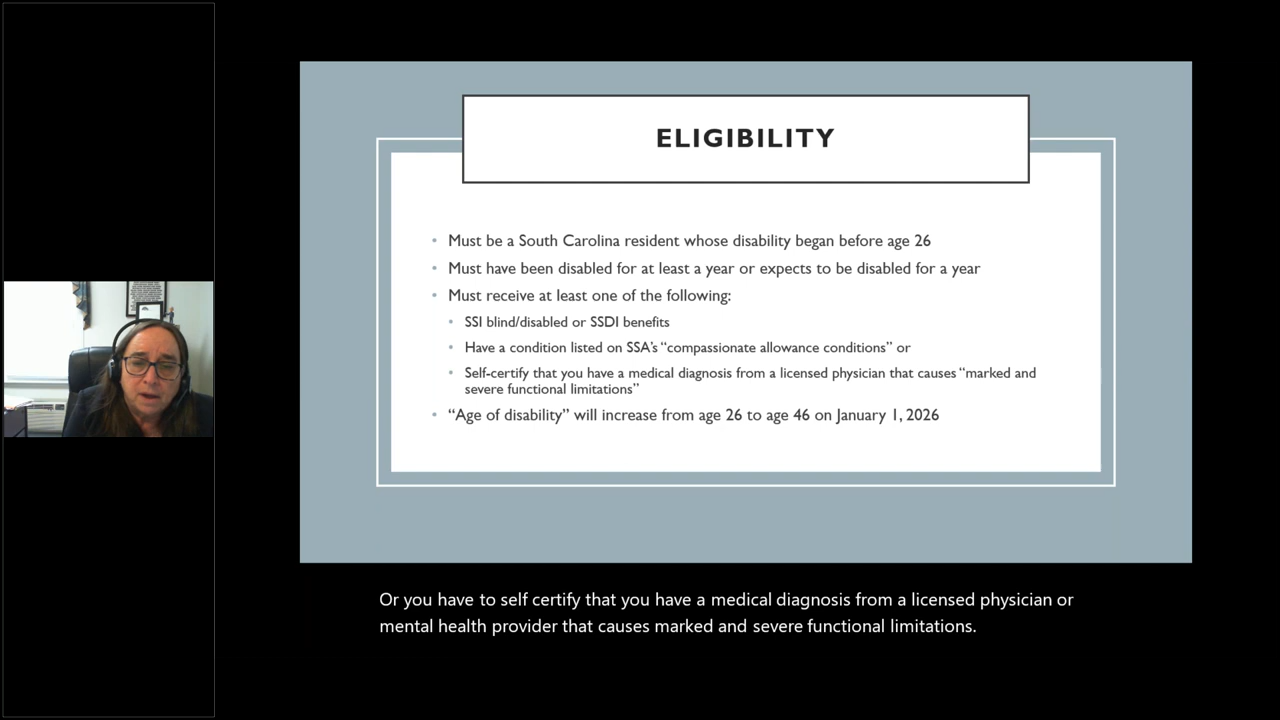 ELIGIBILITY
• Must be a South Carolina resident whose disability began before age 26
• Must have been disabled for at least a year or expects to be disabled for a year
• Must receive at least one of the following:
• SSI blind/disabled or SSDI benefits
• Have a condition listed on SSA's “compassionate allowance conditions” or
• Self-certify that you have a medical diagnosis from a licensed physician that causes “marked and
severe functional limitations”
• “Age of disability” will increase from age 26 to age 46 on January 1, 2026
Or you have to self certify that you have a medical diagnosis from a licensed physician or
mental health provider that causes marked and severe functional limitations.